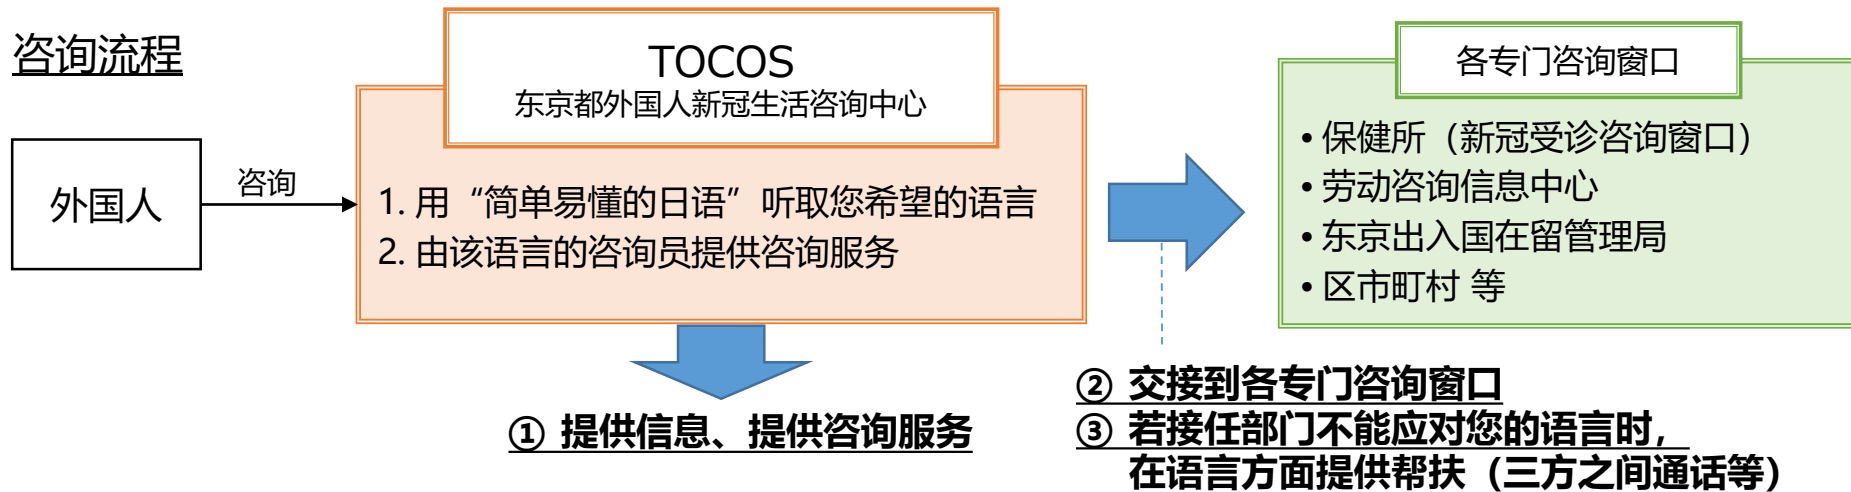 咨询流程
外国人
咨询
TOCOS
东京都外国人新冠生活咨询中心
1. 用“简单易懂的日语”听取您希望的语言
2. 由该语言的咨询员提供咨询服务
① 提供信息、提供咨询服务
各专门咨询窗口
• 保健所（新冠受诊咨询窗口）
• 劳动咨询信息中心
• 东京出入国在留管理局
• 区市町村 等
② 交接到各专门咨询窗口
③ 若接任部门不能应对您的语言时，
在语言方面提供帮扶（三方之间通话等）